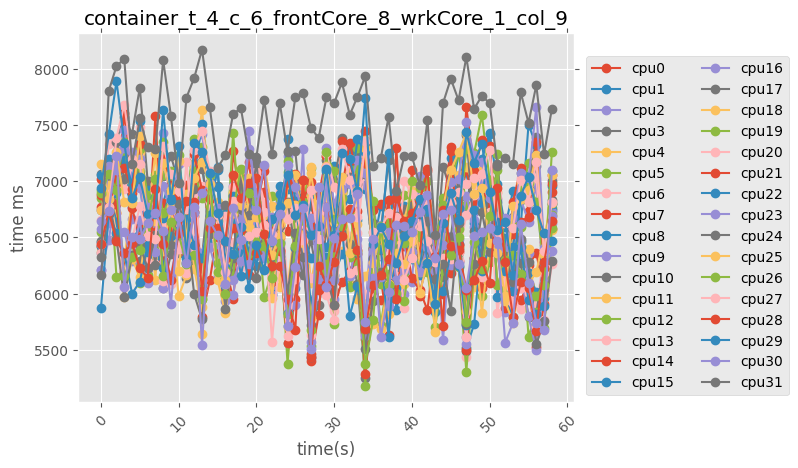 container_t_4_c_6_frontCore_8_wrkCore_1_col_9
time ms
8000
7500
7000
6500
6000
5500
0
10
20
30
40
50
60
time(s)
cpu0
cpu1
cpu2
cpu3
cpu4
cpu5
cpu6
cpu7
cpu8
cpu9
cpu10
cpu11
cpu12
cpu13
cpu14
cpu15
cpu16
cpu17
cpu18
cpu19
cpu20
cpu21
cpu22
cpu23
cpu24
cpu25
cpu26
cpu27
cpu28
cpu29
cpu30
cpu31